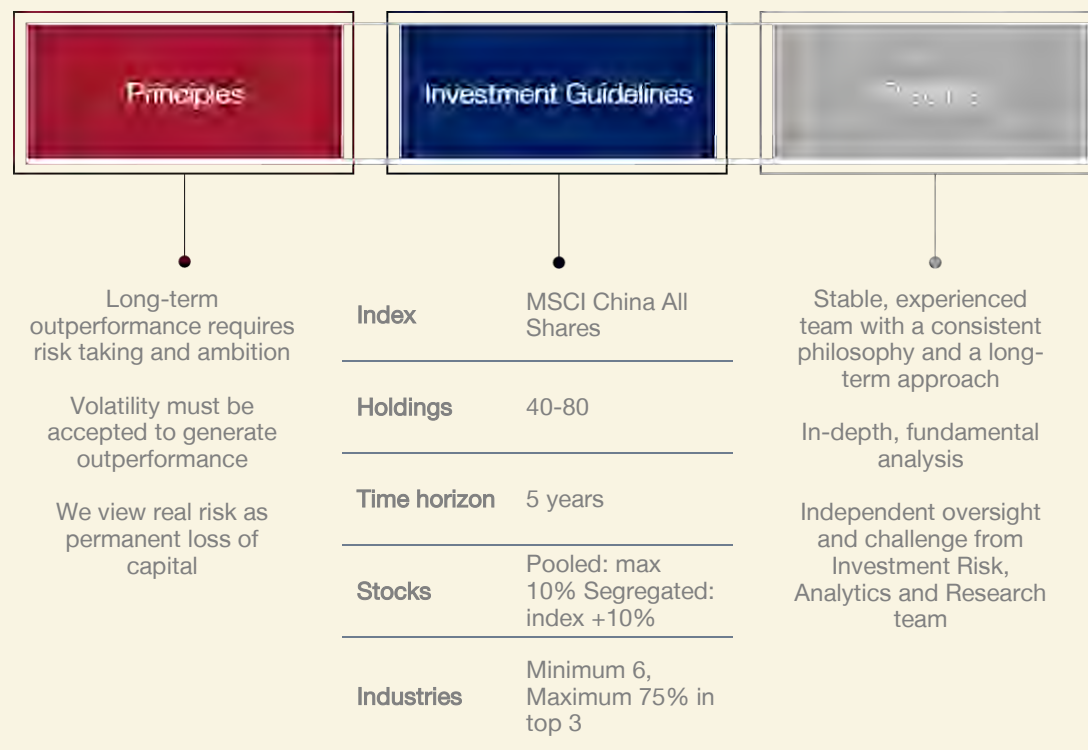 Principles
Investment Guidelines
Long-term
outperformance requires
risk taking and ambition
Volatility must be
accepted to generate
outperformance
We view real risk as
permanent loss of
capital
Index
MSCI China All
Shares
Holdings
40-80
Time horizon
5 years
Stocks
Pooled: max
10% Segregated:
index +10%
Industries
Minimum 6,
Maximum 75% in
top 3
Stable, experienced
team with a consistent
philosophy and a long-
term approach
In-depth, fundamental
analysis
Independent oversight
and challenge from
Investment Risk,
Analytics and Research
team